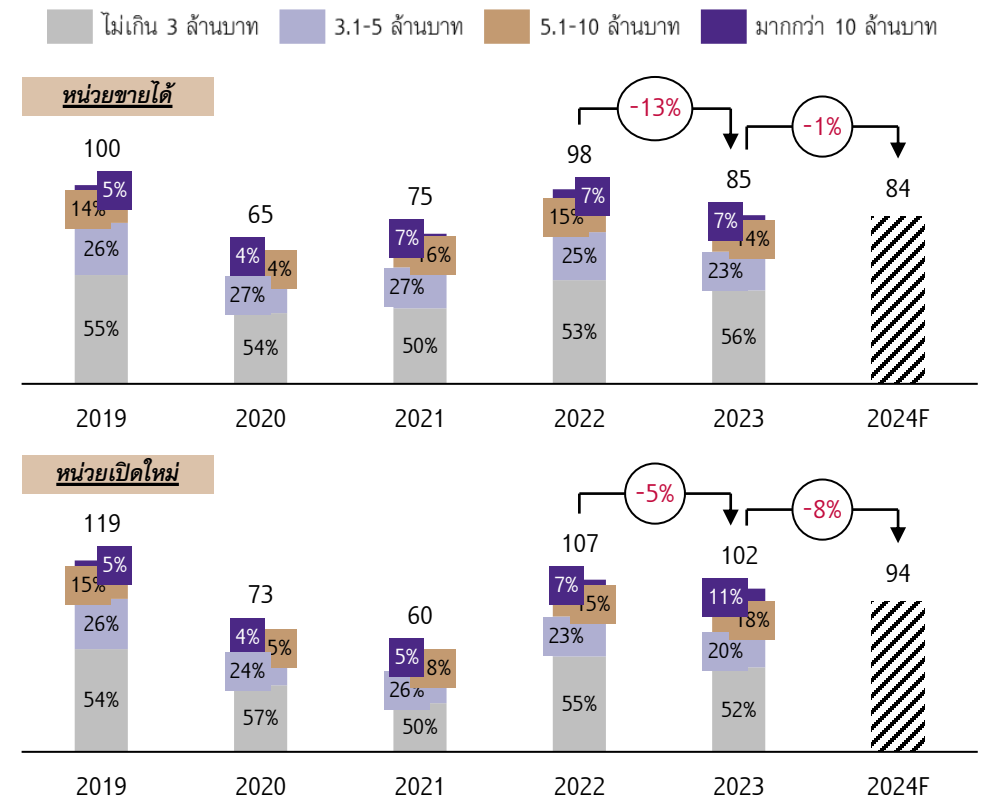 ไม่เกิน 3 ล้านบาท 3.1-5 ล้านบาท 5.1-10 ล้านบาท มากกว่า 10 ล้านบาท
หน่วยขายได้
-13% -1%
100 65 75 98 85 84
5% 4% 7% 7% 7%
14% 4% 16% 15% 14%
26% 27% 27% 25% 23%
55% 54% 50% 53% 56%
2019 2020 2021 2022 2023 2024F
หน่วยเปิดใหม่
-5% -8%
119 73 60 107 102 94
5% 4% 5% 7% 11%
15% 5% 8% 15% 18%
26% 24% 26% 23% 20%
54% 57% 50% 55% 52%
2019 2020 2021 2022 2023 2024F